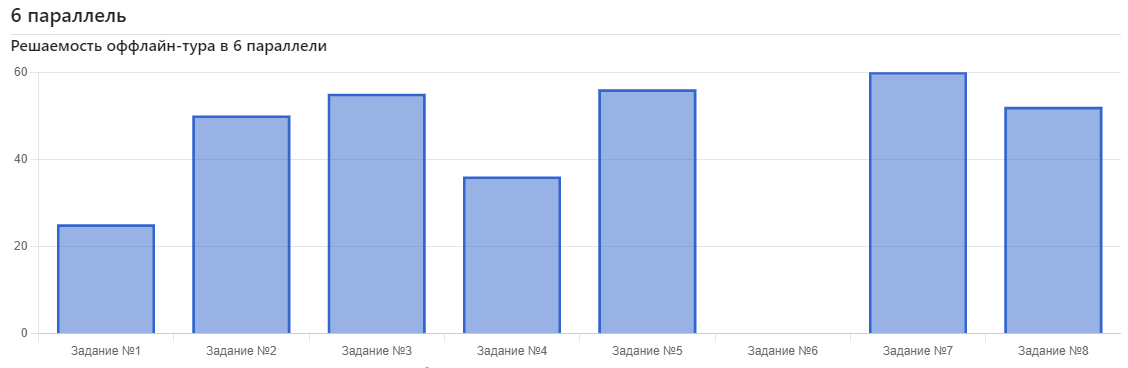 6 параллель
Решаемость оффлайн-тура в 6 параллели
60
40
20
0
Задание №1 Задание №2 Задание №3 Задание №4 Задание №5 Задание №6 Задание №7 Задание №8